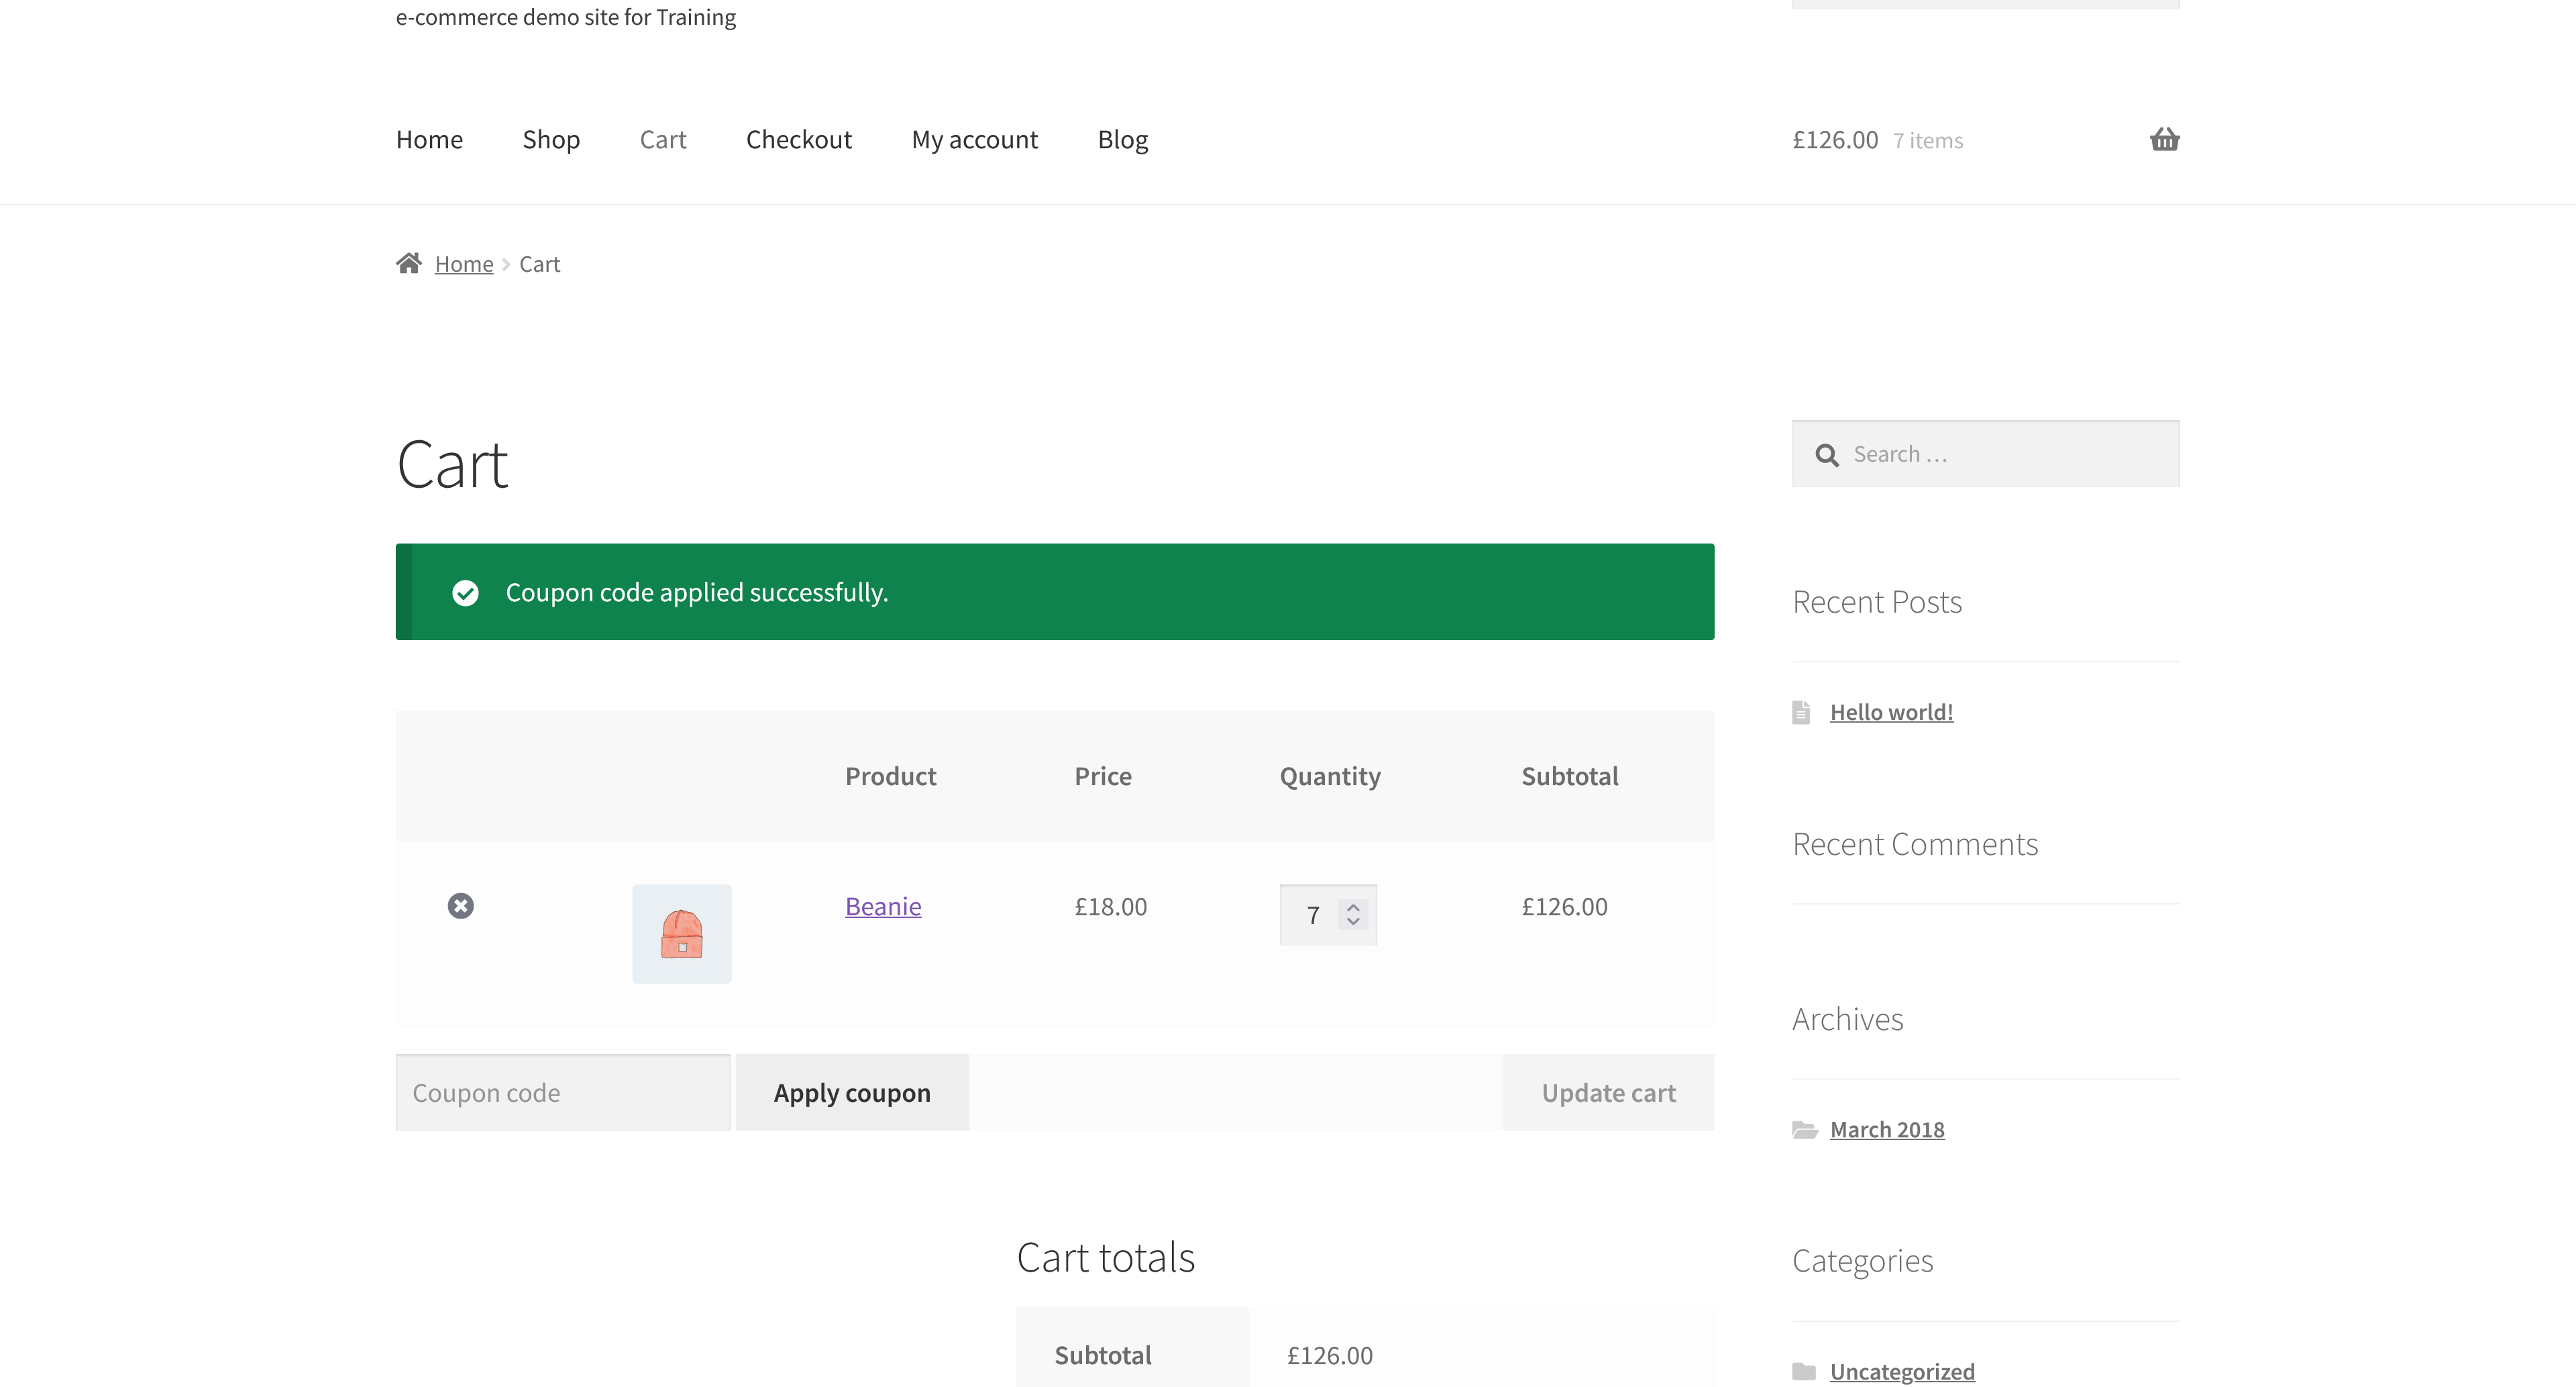 e-commerce demo site for Training
Home Shop Cart Checkout My account Blog £126.00 7 items
Home Cart
Cart
Search …
Coupon code applied successfully.
Recent Posts
Hello world!
Product Price Quantity Subtotal
Recent Comments
Beanie £18.00 7 £126.00
Archives
Coupon code Apply coupon Update cart
March 2018
Cart totals
Categories
Subtotal £126.00
Uncategorized